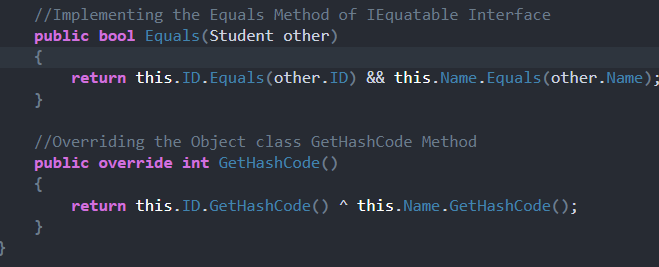 //Implementing the Equals Method of IEquatable Interface
public bool Equals(Student other)
{
return this.ID.Equals(other.ID) && this.Name.Equals(other.Name);
}
//Overriding the Object class GetHashCode Method
public override int GetHashCode()
{
return this.ID.GetHashCode() ^ this.Name.GetHashCode();
}
}